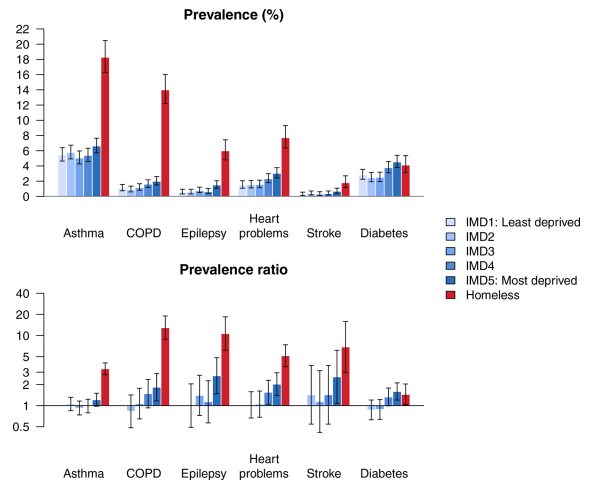 Prevalence (%)
22
20
18
16
14
12
10
8
6
4
2
0
Asthma
COPD
Epilepsy
Heart
problems
Stroke
Diabetes
IMD1: Least deprived
IMD2
IMD3
IMD4
IMD5: Most deprived
Homeless
Prevalence ratio
40
20
10
5
3
2
1
0.5
Asthma
COPD
Epilepsy
Heart
problems
Stroke
Diabetes